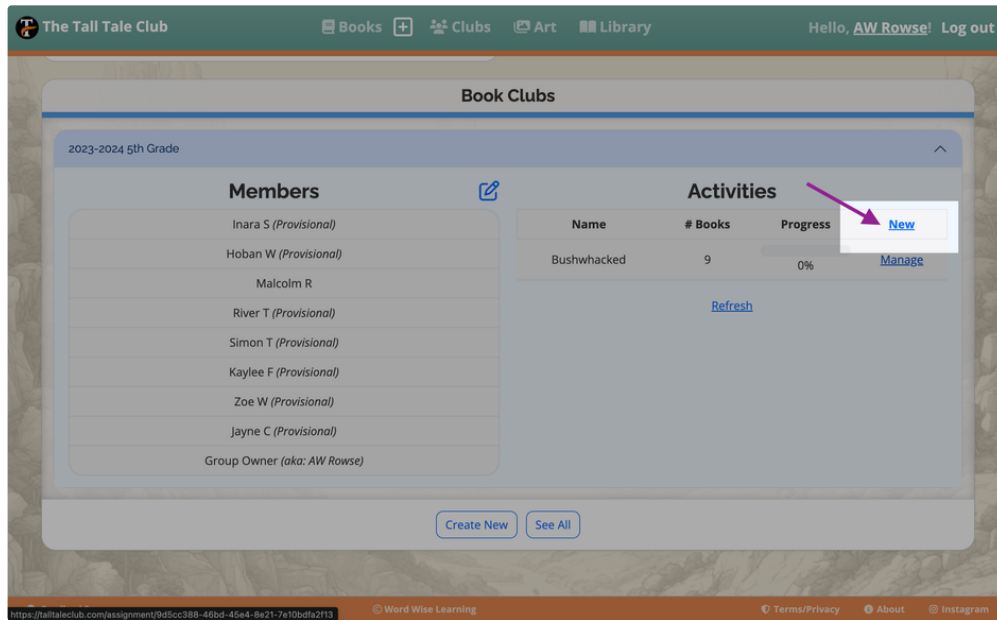 The Tall Tale Club Books Clubs Art Library Hello, AW Rowse! Log out
Book Clubs
2023-2024 5th Grade
Members
Inara S (Provisional)
Hoban W (Provisional)
Malcolm R
River T (Provisional)
Simon T (Provisional)
Kaylee F (Provisional)
Zoe W (Provisional)
Jayne C (Provisional)
Group Owner (aka: AW Rowse)
Activities
Name # Books Progress New
Bushwhacked 9 0% Manage
Refresh
Create New See All
https://talltaleclub.com/assignment/9d5cc388-46bd-45e4-8e21-7e10bdfa2f13
© Word Wise Learning Terms/Privacy About Instagram